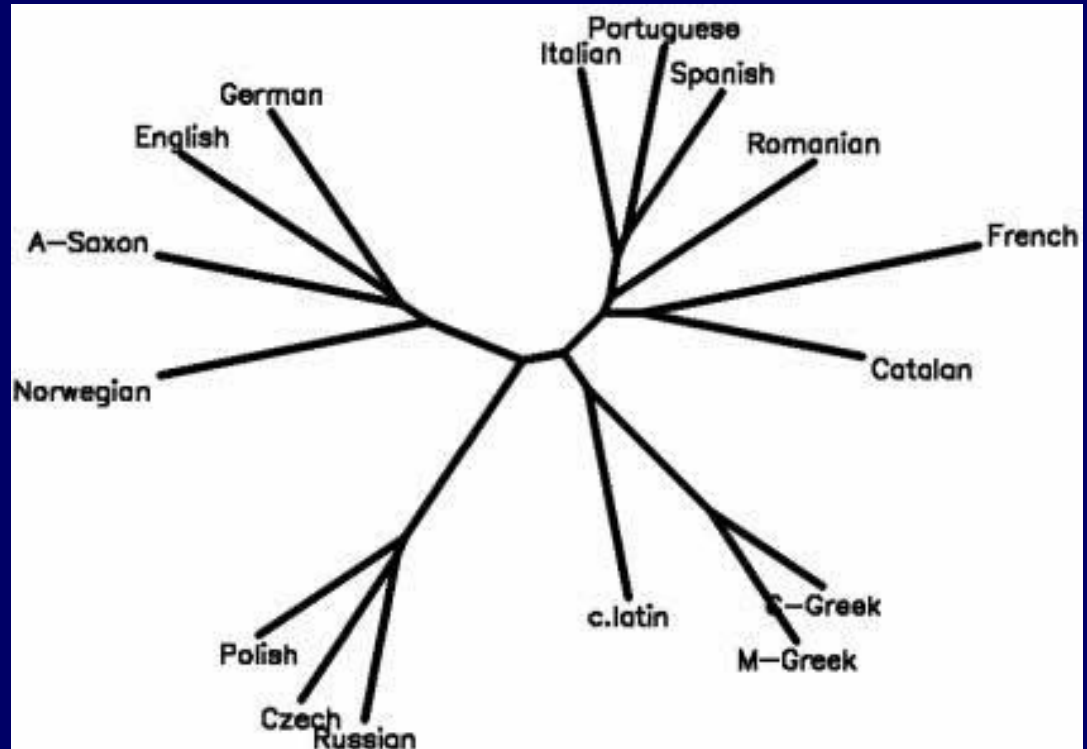 Portuguese
Italian
Spanish
German
English
Romanian
A-Saxon
French
Norwegian
Catalan
C-Greek
c.latin
M-Greek
Polish
Czech
Russian